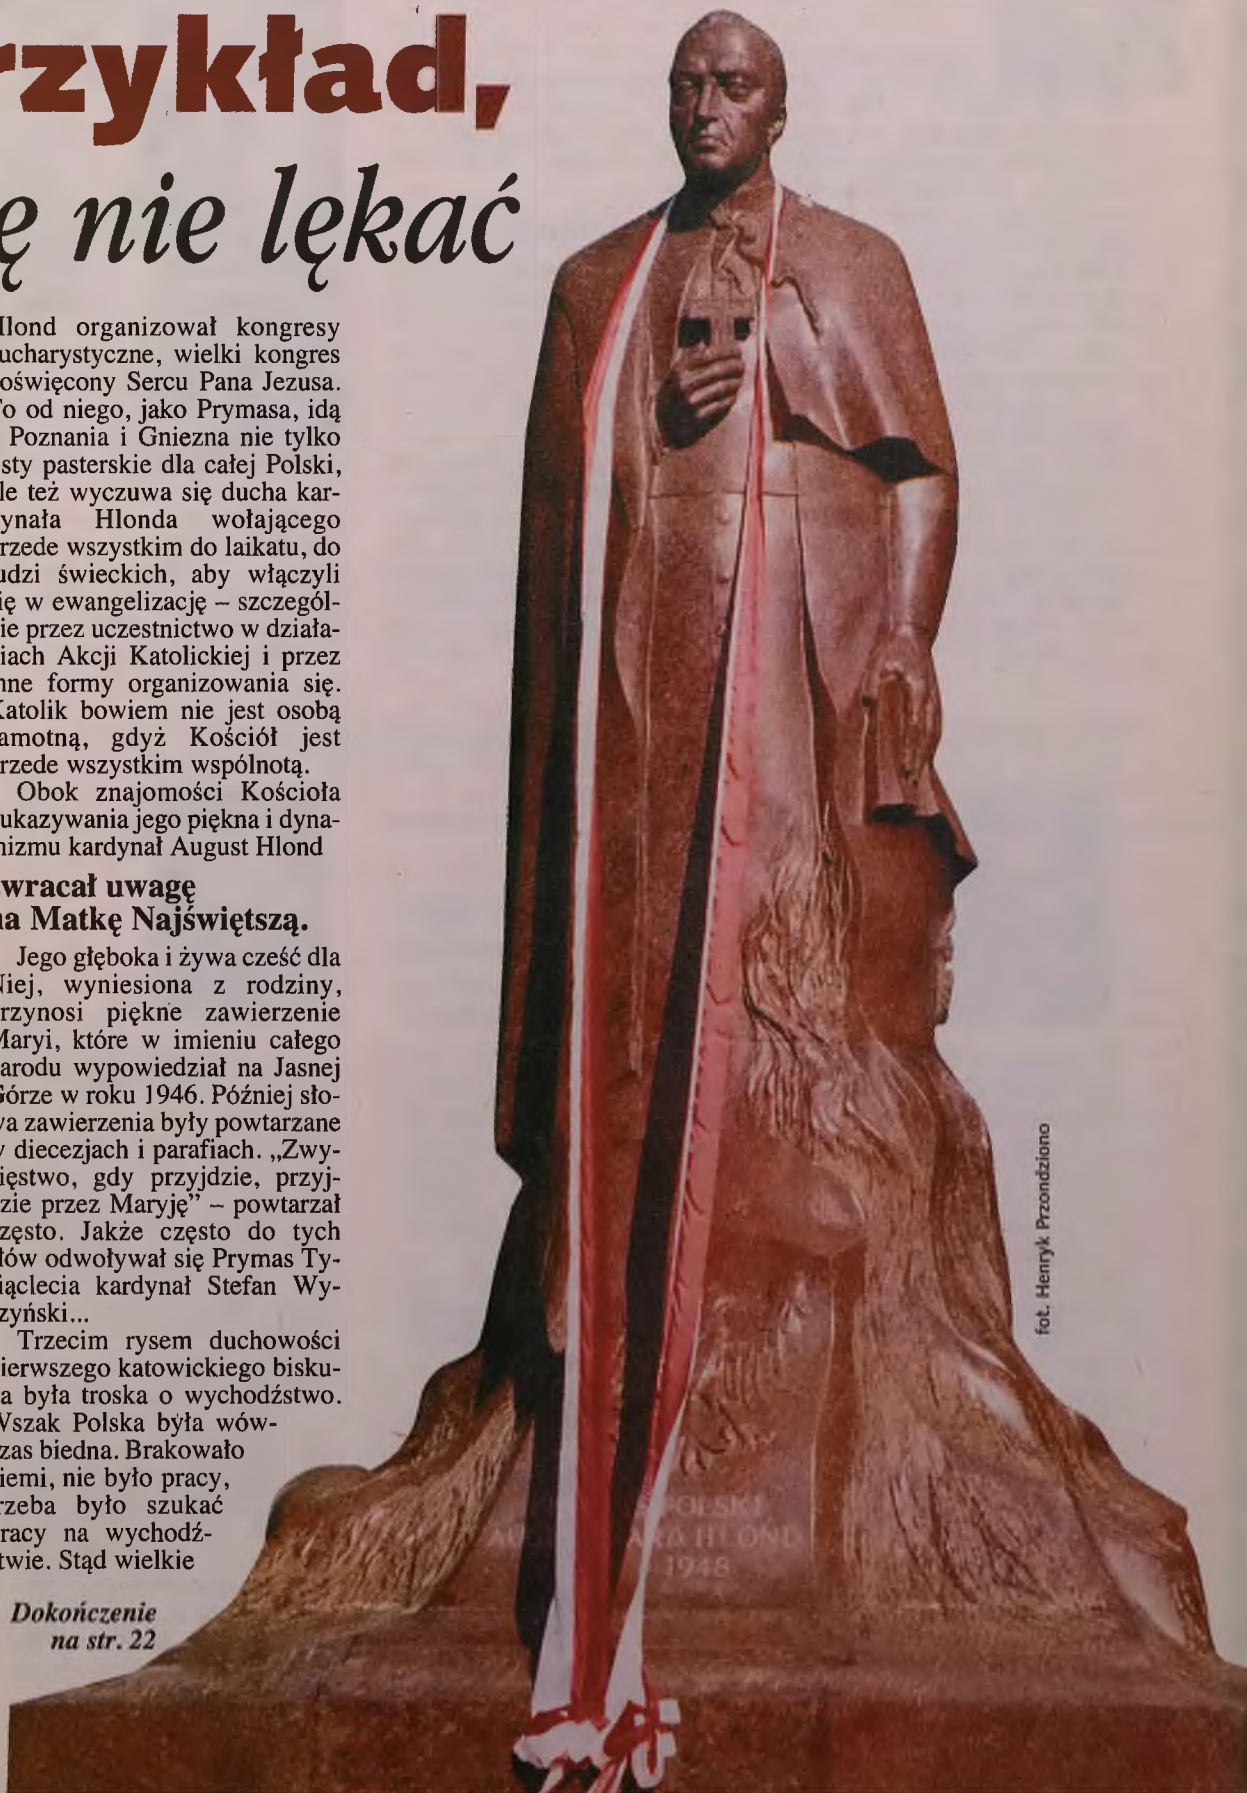 rzykład,
ę nie lękać
Hlond organizował kongresy
ucharystyczne, wielki kongres
oświęcony Sercu Pana Jezusa.
To od niego, jako Prymasa, idą
Poznania i Gniezna nie tylko
sty pasterskie dla całej Polski,
le też wyczuwa się ducha kar-
ynała Hlonda wołającego
rzede wszystkim do laikatu, do
udzi świeckich, aby włączyli
ię w ewangelizację – szczegól-
ie przez uczestnictwo w działa-
iach Akcji Katolickiej i przez
nne formy organizowania się.
Katolik bowiem nie jest osobą
amotną, gdyż Kościół jest
rzede wszystkim wspólnotą.
Obok znajomości Kościoła
ukazywania jego piękna i dyna-
nizmu kardynał August Hlond
wracał uwagę
na Matkę Najświętszą.
Jego głęboka i żywa cześć dla
Niej, wyniesiona z rodziny,
rzynosi piękne zawierzenie
Maryi, które w imieniu całego
arodu wypowiedział na Jasnej
Górze w roku 1946. Później sło-
wa zawierzenia były powtarzane
w diecezjach i parafiach. „Zwy-
ięstwo, gdy przyjdzie, przyj-
zie przez Maryję” – powtarzał
zęsto. Jakże często do tych
łów odwoływał się Prymas Ty-
iąclecia kardynał Stefan Wy-
zyński...
Trzecim rysem duchowości
ierwszego katowickiego bisku-
a była troska o wychodźstwo.
Wszak Polska była wów-
zas biedna. Brakowało
iemi, nie było pracy,
rzeba było szukać
racy na wychodź-
twie. Stąd wielkie
Dokończenie
na str. 22
fot. Henryk Przondziono
1948